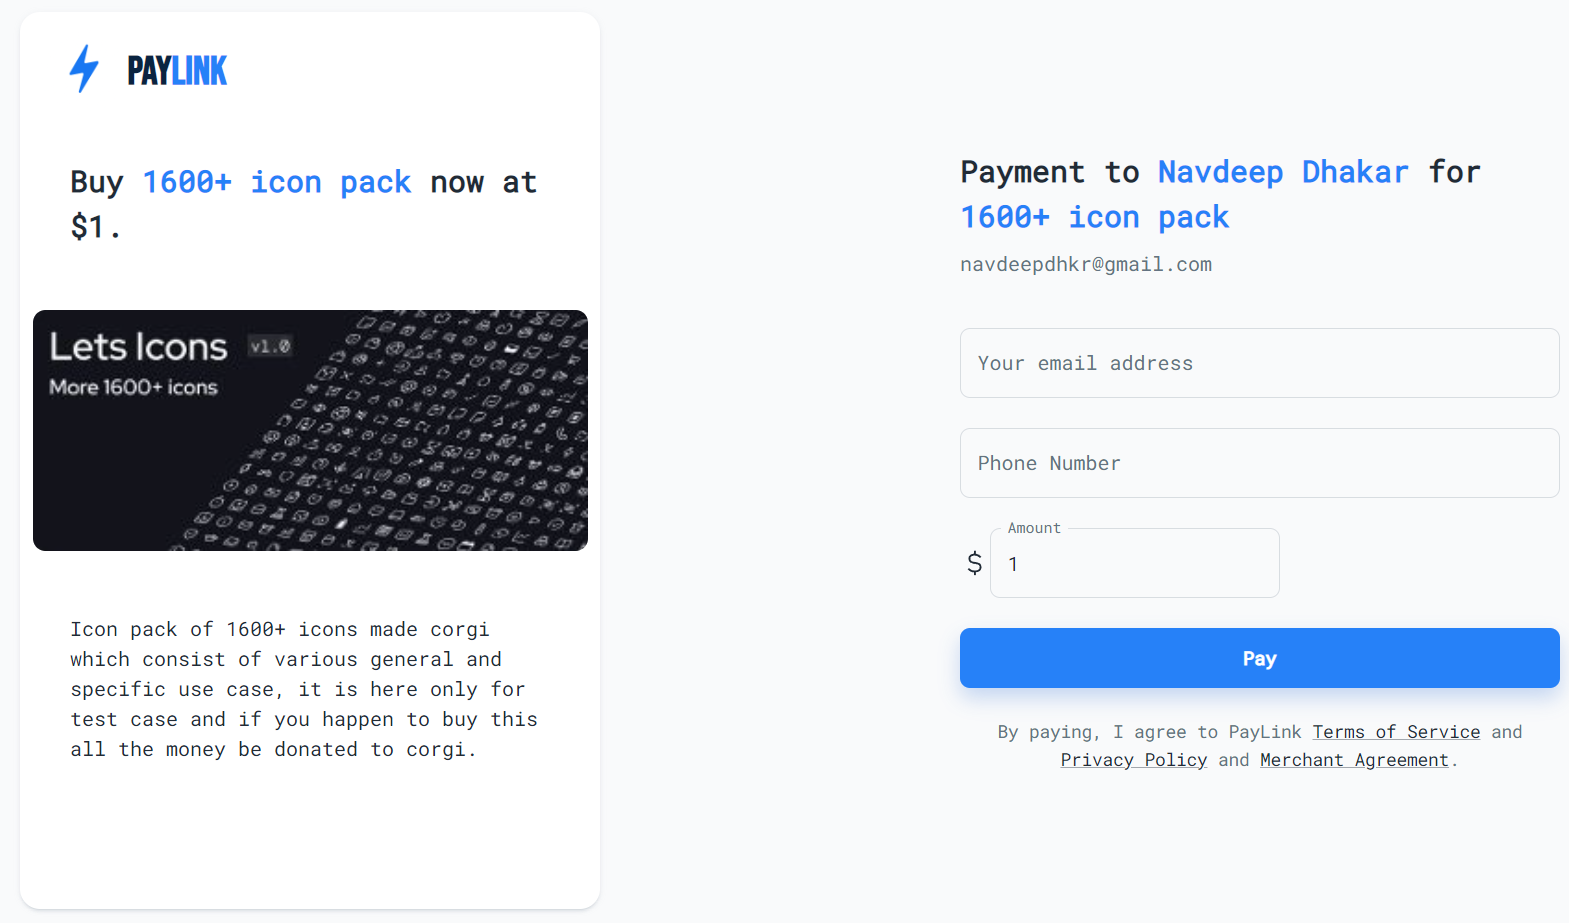 PAYLINK
Buy 1600+ icon pack now at
$1.
Lets Icons v1.0
More 1600+ icons
Icon pack of 1600+ icons made corgi
which consist of various general and
specific use case, it is here only for
test case and if you happen to buy this
all the money be donated to corgi.
Payment to Navdeep Dhakar for
1600+ icon pack
navdeepdhkr@gmail.com
Your email address
Phone Number
Amount
$ 1
Pay
By paying, I agree to PayLink Terms of Service and
Privacy Policy and Merchant Agreement.